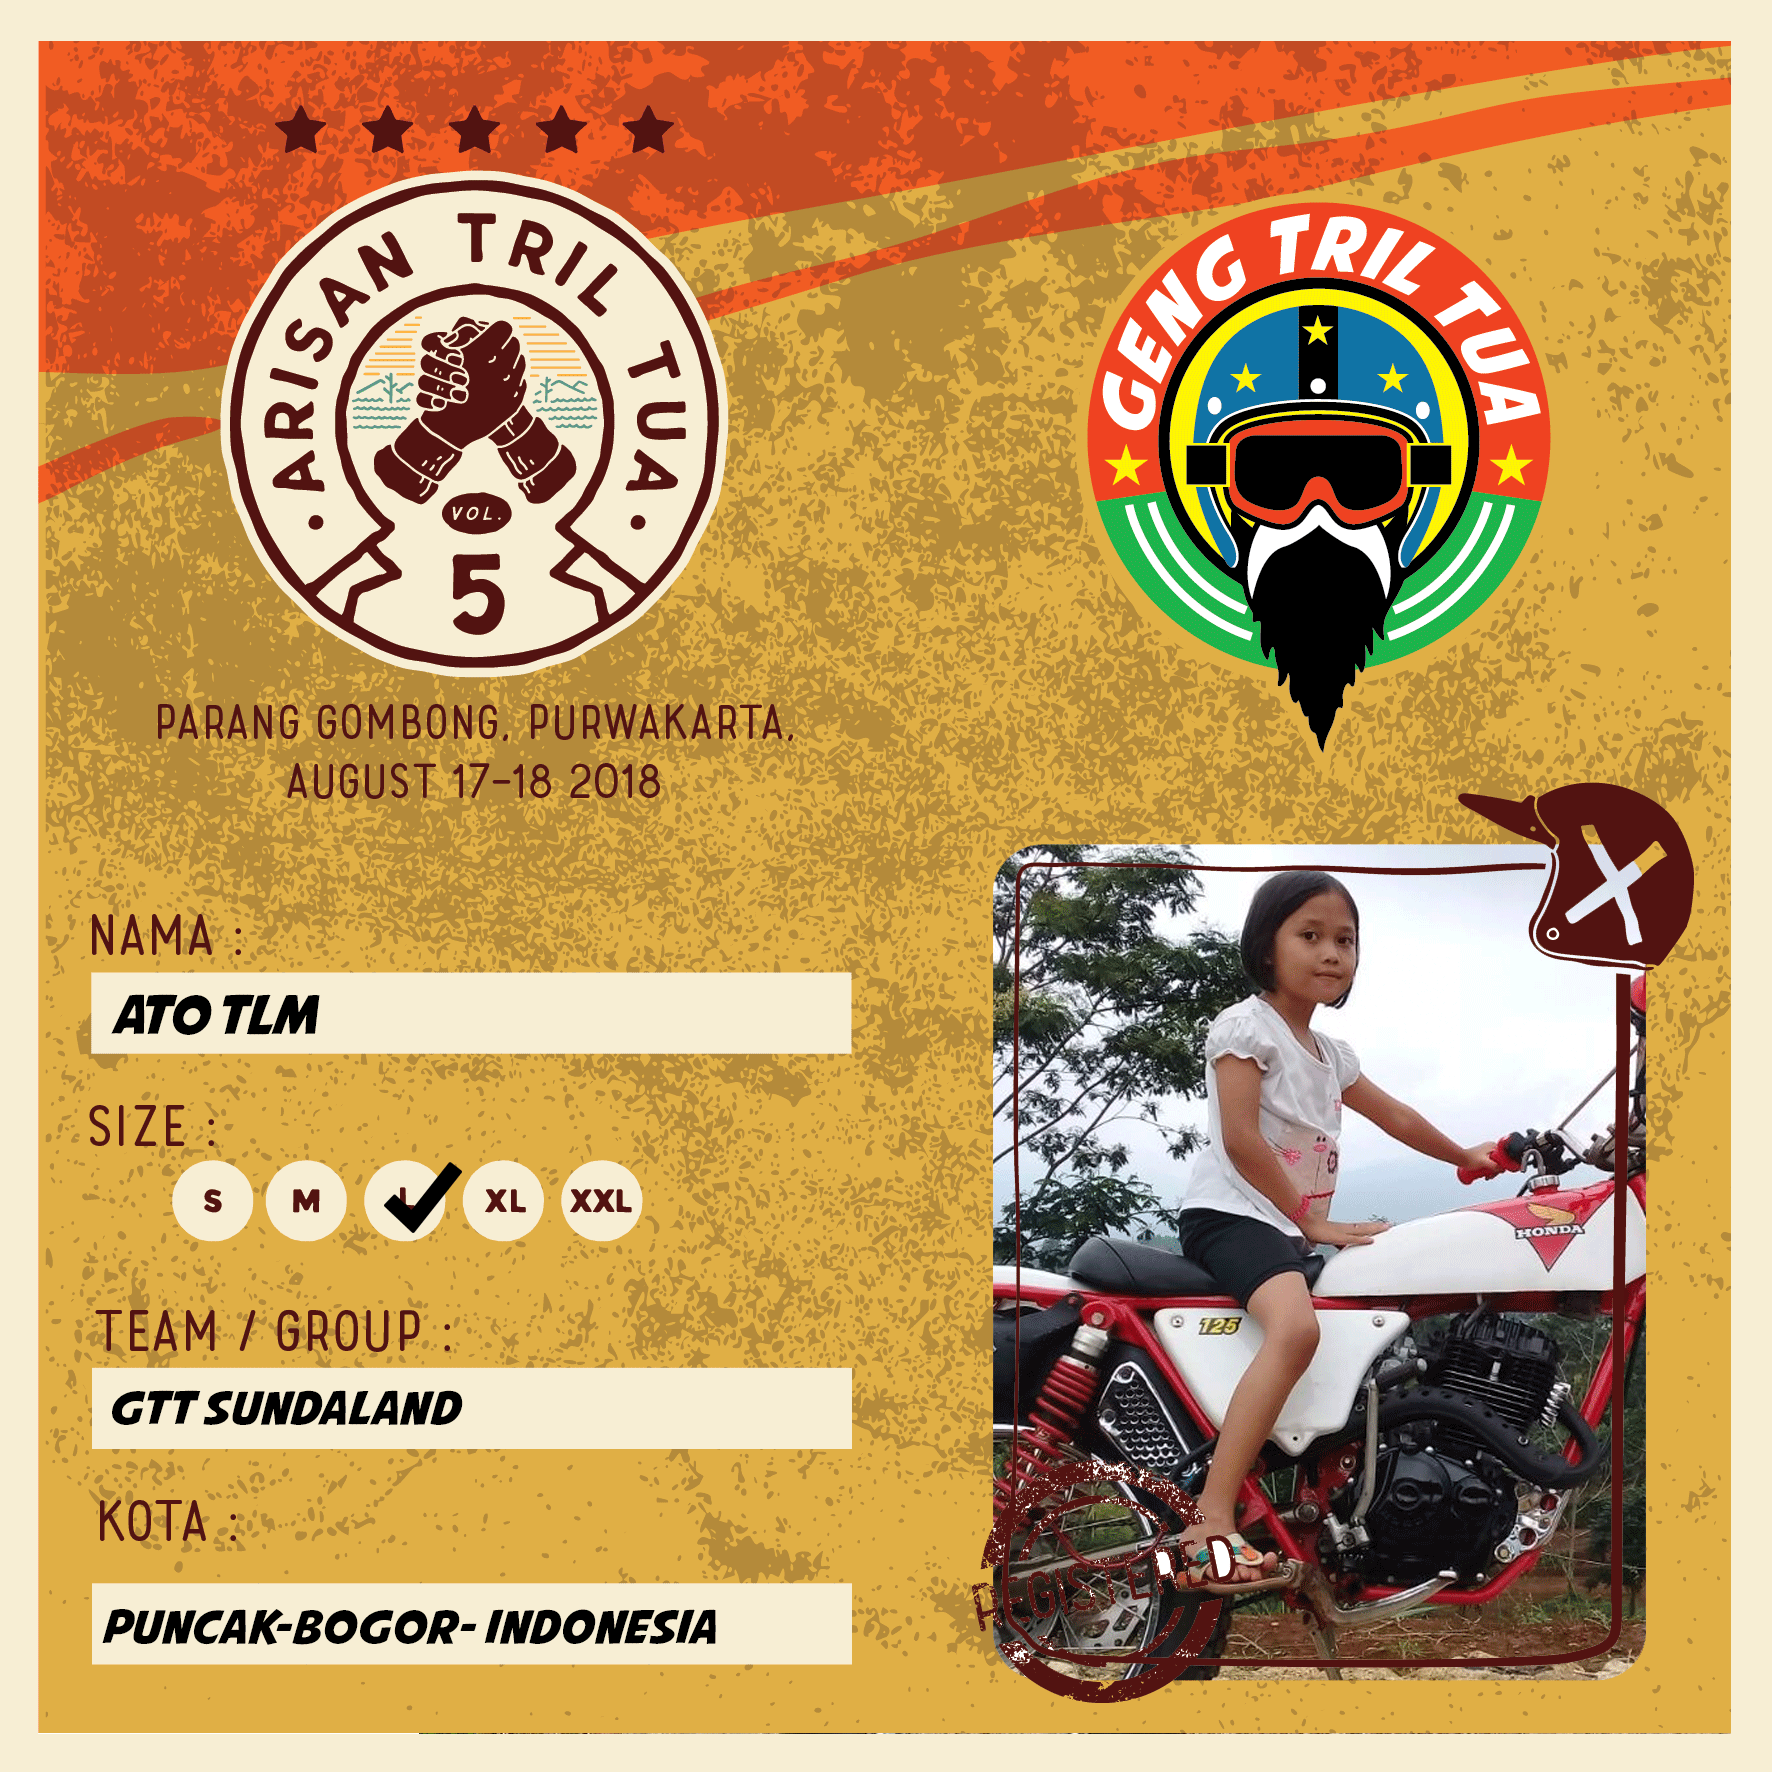 ARISAN TRIL TUA
VOL.
5
PARANG GOMBONG, PURWAKARTA,
AUGUST 17-18 2018
GENG TRIL TUA
NAMA :
ATO TLM
SIZE :
S M L XL XXL
TEAM / GROUP :
GTT SUNDALAND
KOTA :
PUNCAK-BOGOR- INDONESIA
HONDA
125
REGISTERED